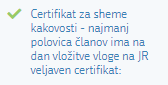 Certifikat za sheme
kakovosti - najmanj
polovica članov ima na
dan vložitve vloge na JR
veljaven certifikat: